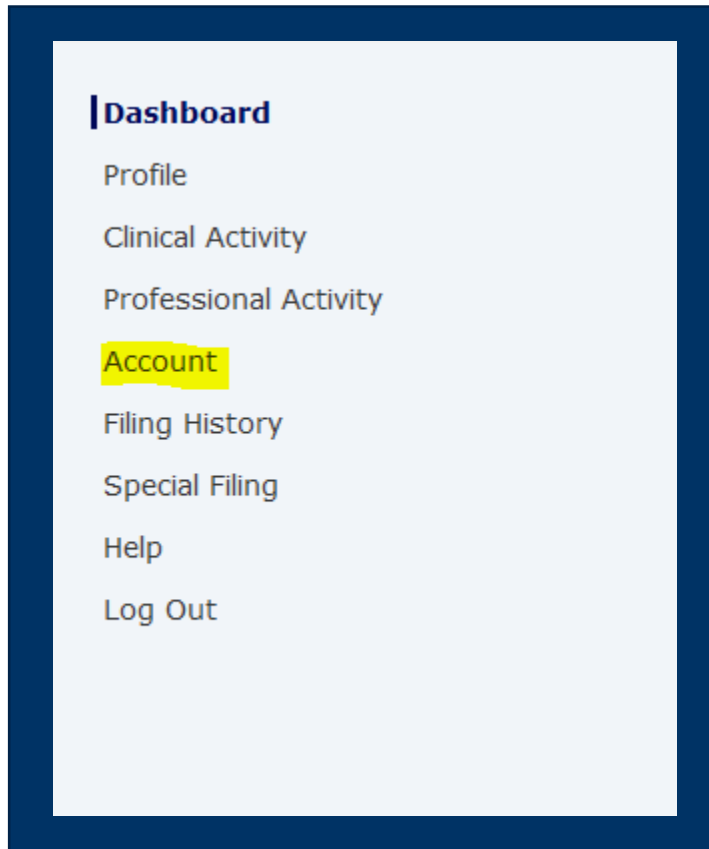 Dashboard
Profile
Clinical Activity
Professional Activity
Account
Filing History
Special Filing
Help
Log Out